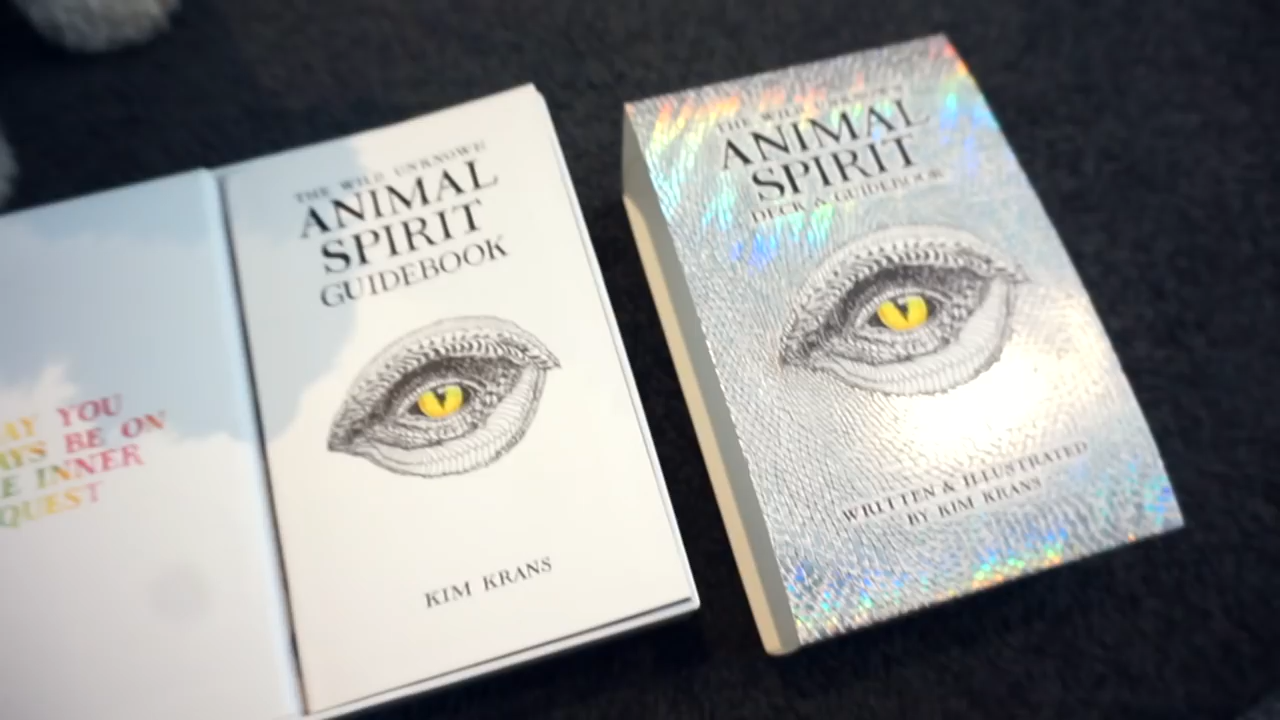 AY YOU
AYS BE ON
E INNER
QUEST
THE WILD UNKNOWN
ANIMAL
SPIRIT
GUIDEBOOK
KIM KRANS
THE WILD UNKNOWN
ANIMAL
SPIRIT
DECK & GUIDEBOOK
WRITTEN & ILLUSTRATED
BY KIM KRANS